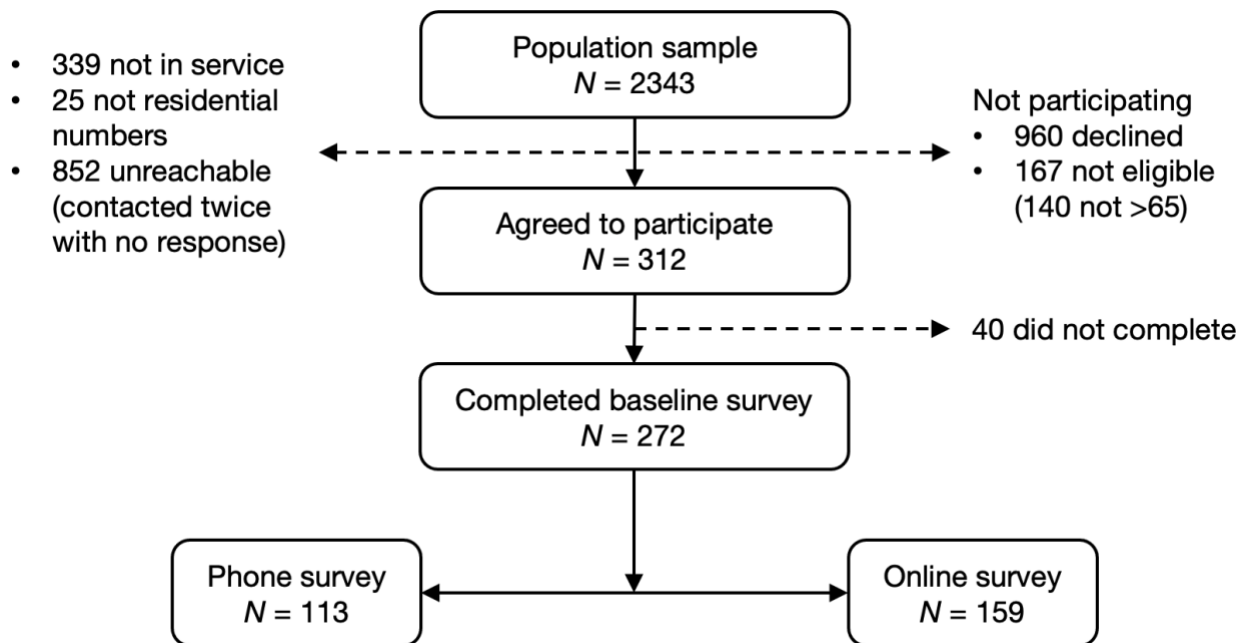 Population sample
N = 2343
• 339 not in service
• 25 not residential
numbers
• 852 unreachable
(contacted twice
with no response)
Not participating
• 960 declined
• 167 not eligible
(140 not >65)
Agreed to participate
N = 312
40 did not complete
Completed baseline survey
N = 272
Phone survey
N = 113
Online survey
N = 159